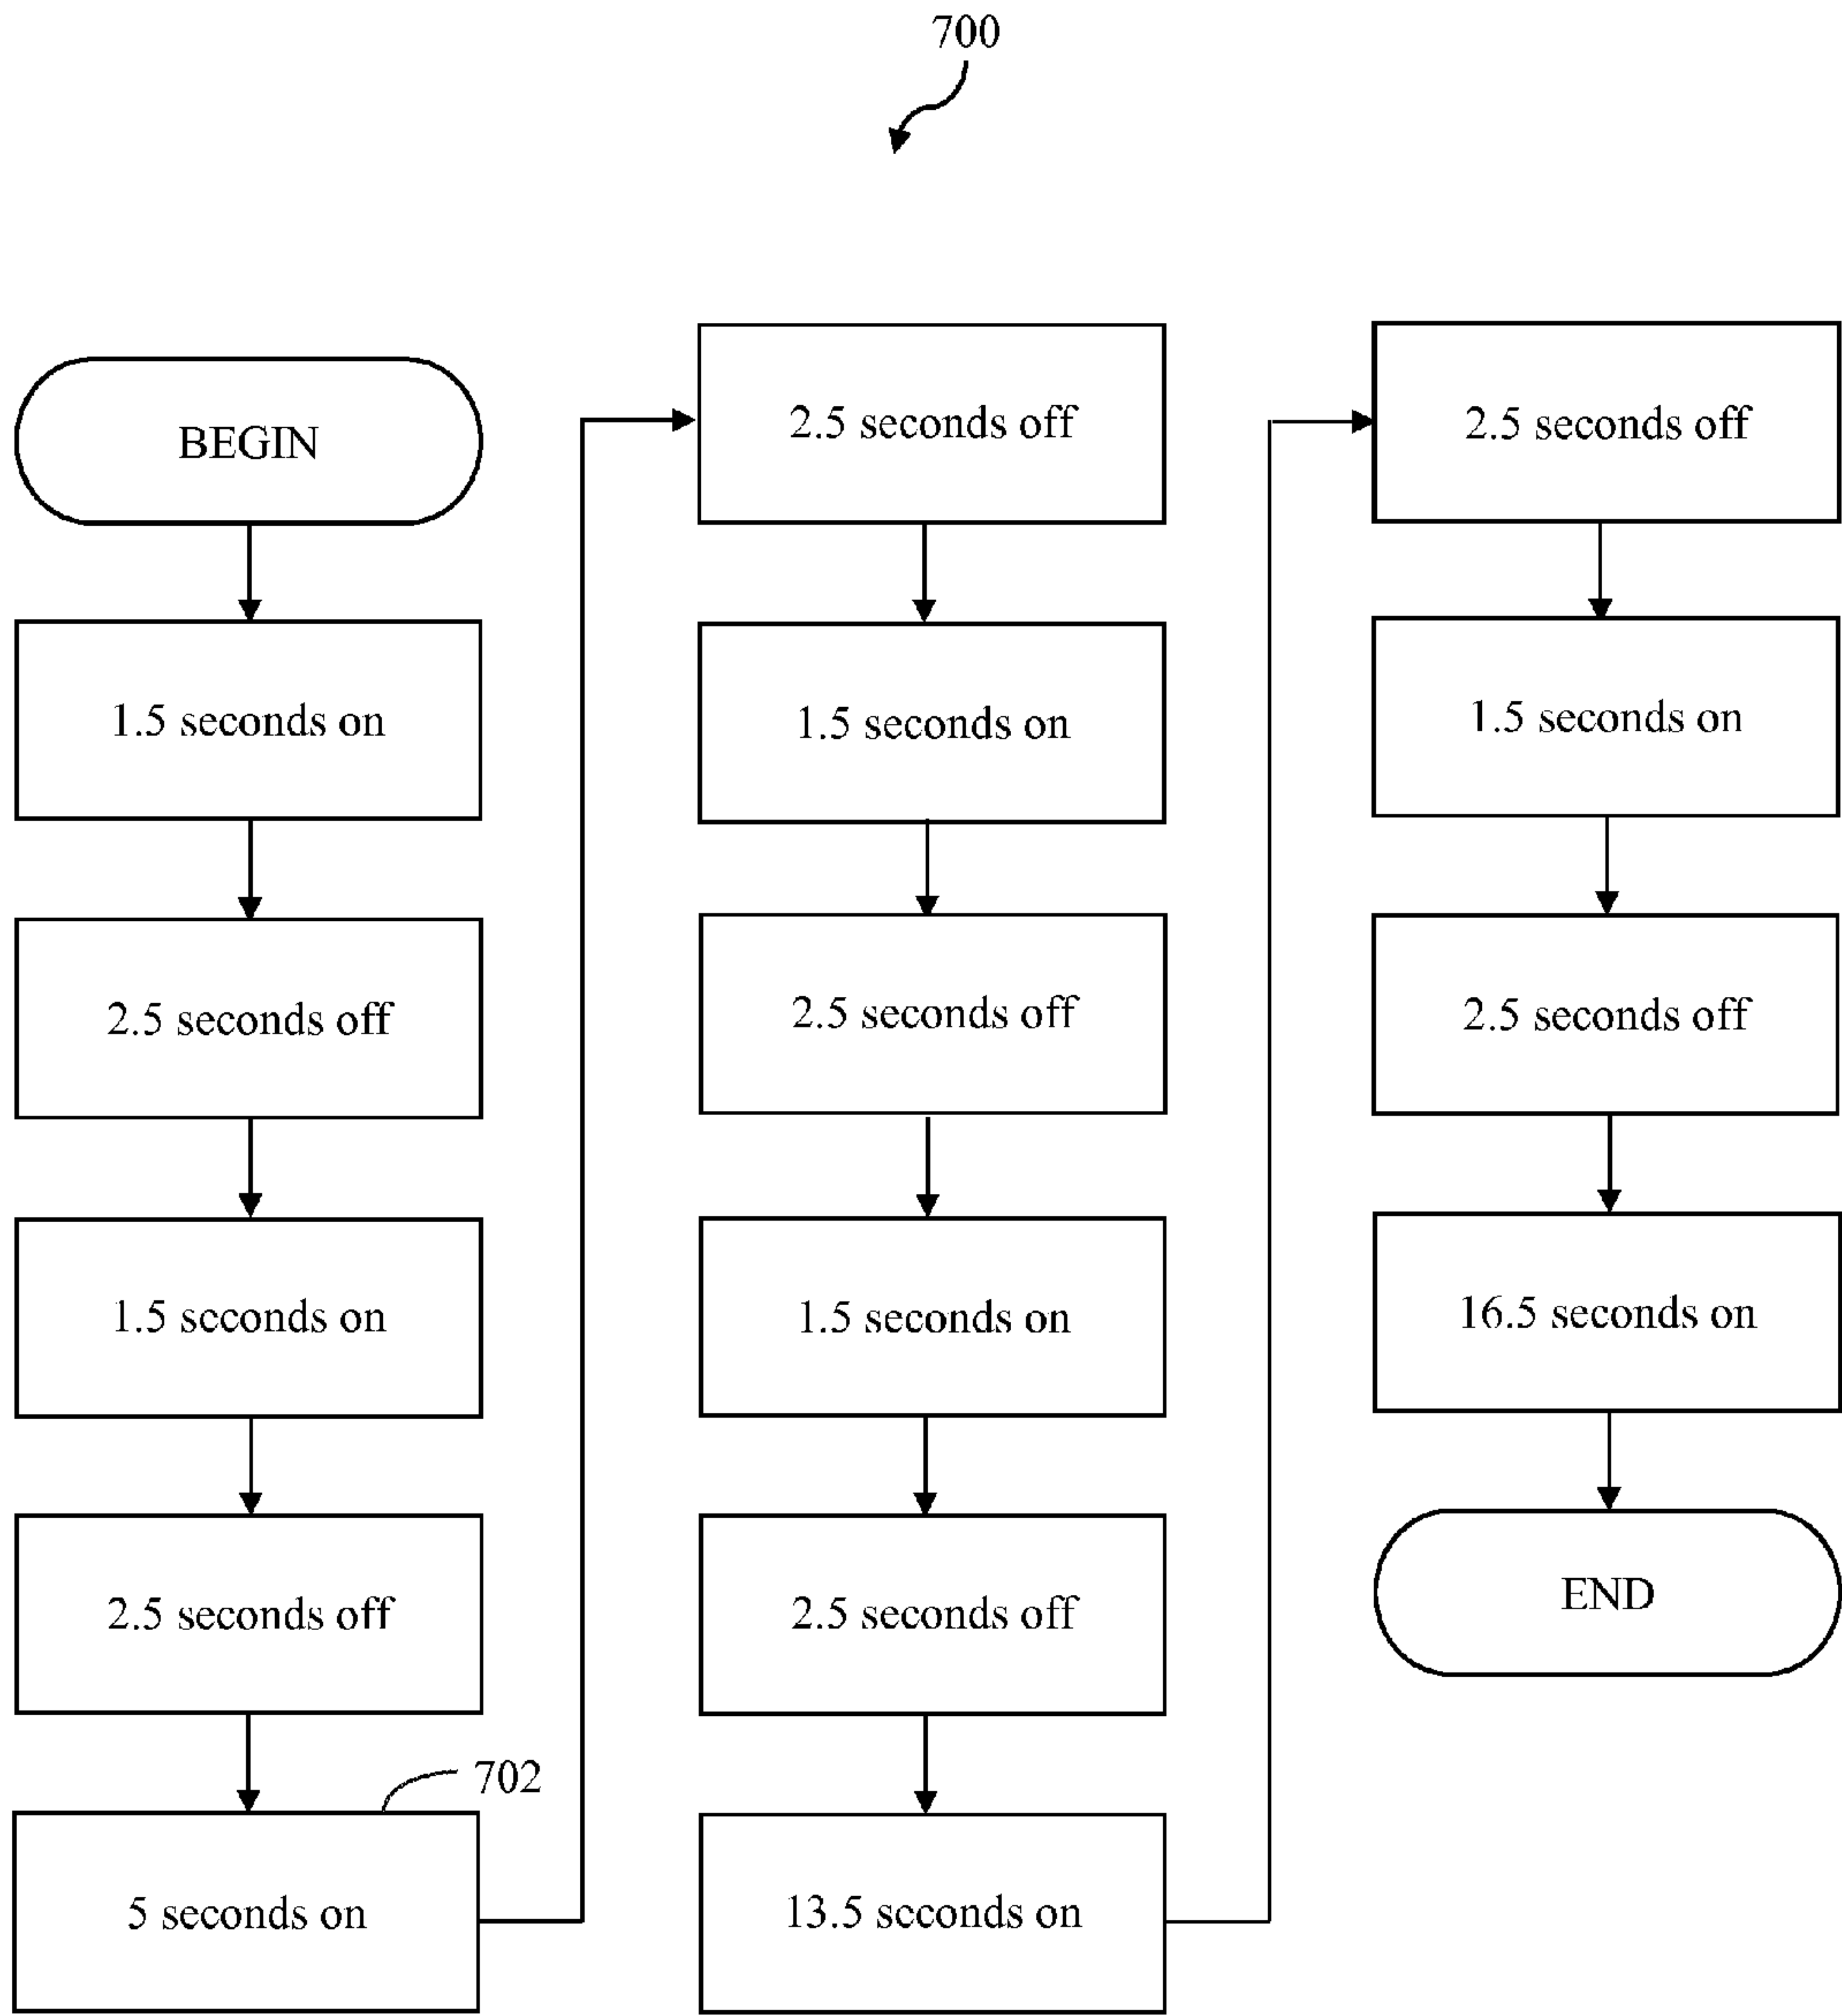 700
BEGIN
1.5 seconds on
2.5 seconds off
1.5 seconds on
2.5 seconds off
702
5 seconds on
2.5 seconds off
1.5 seconds on
2.5 seconds off
1.5 seconds on
2.5 seconds off
13.5 seconds on
2.5 seconds off
1.5 seconds on
2.5 seconds off
16.5 seconds on
END